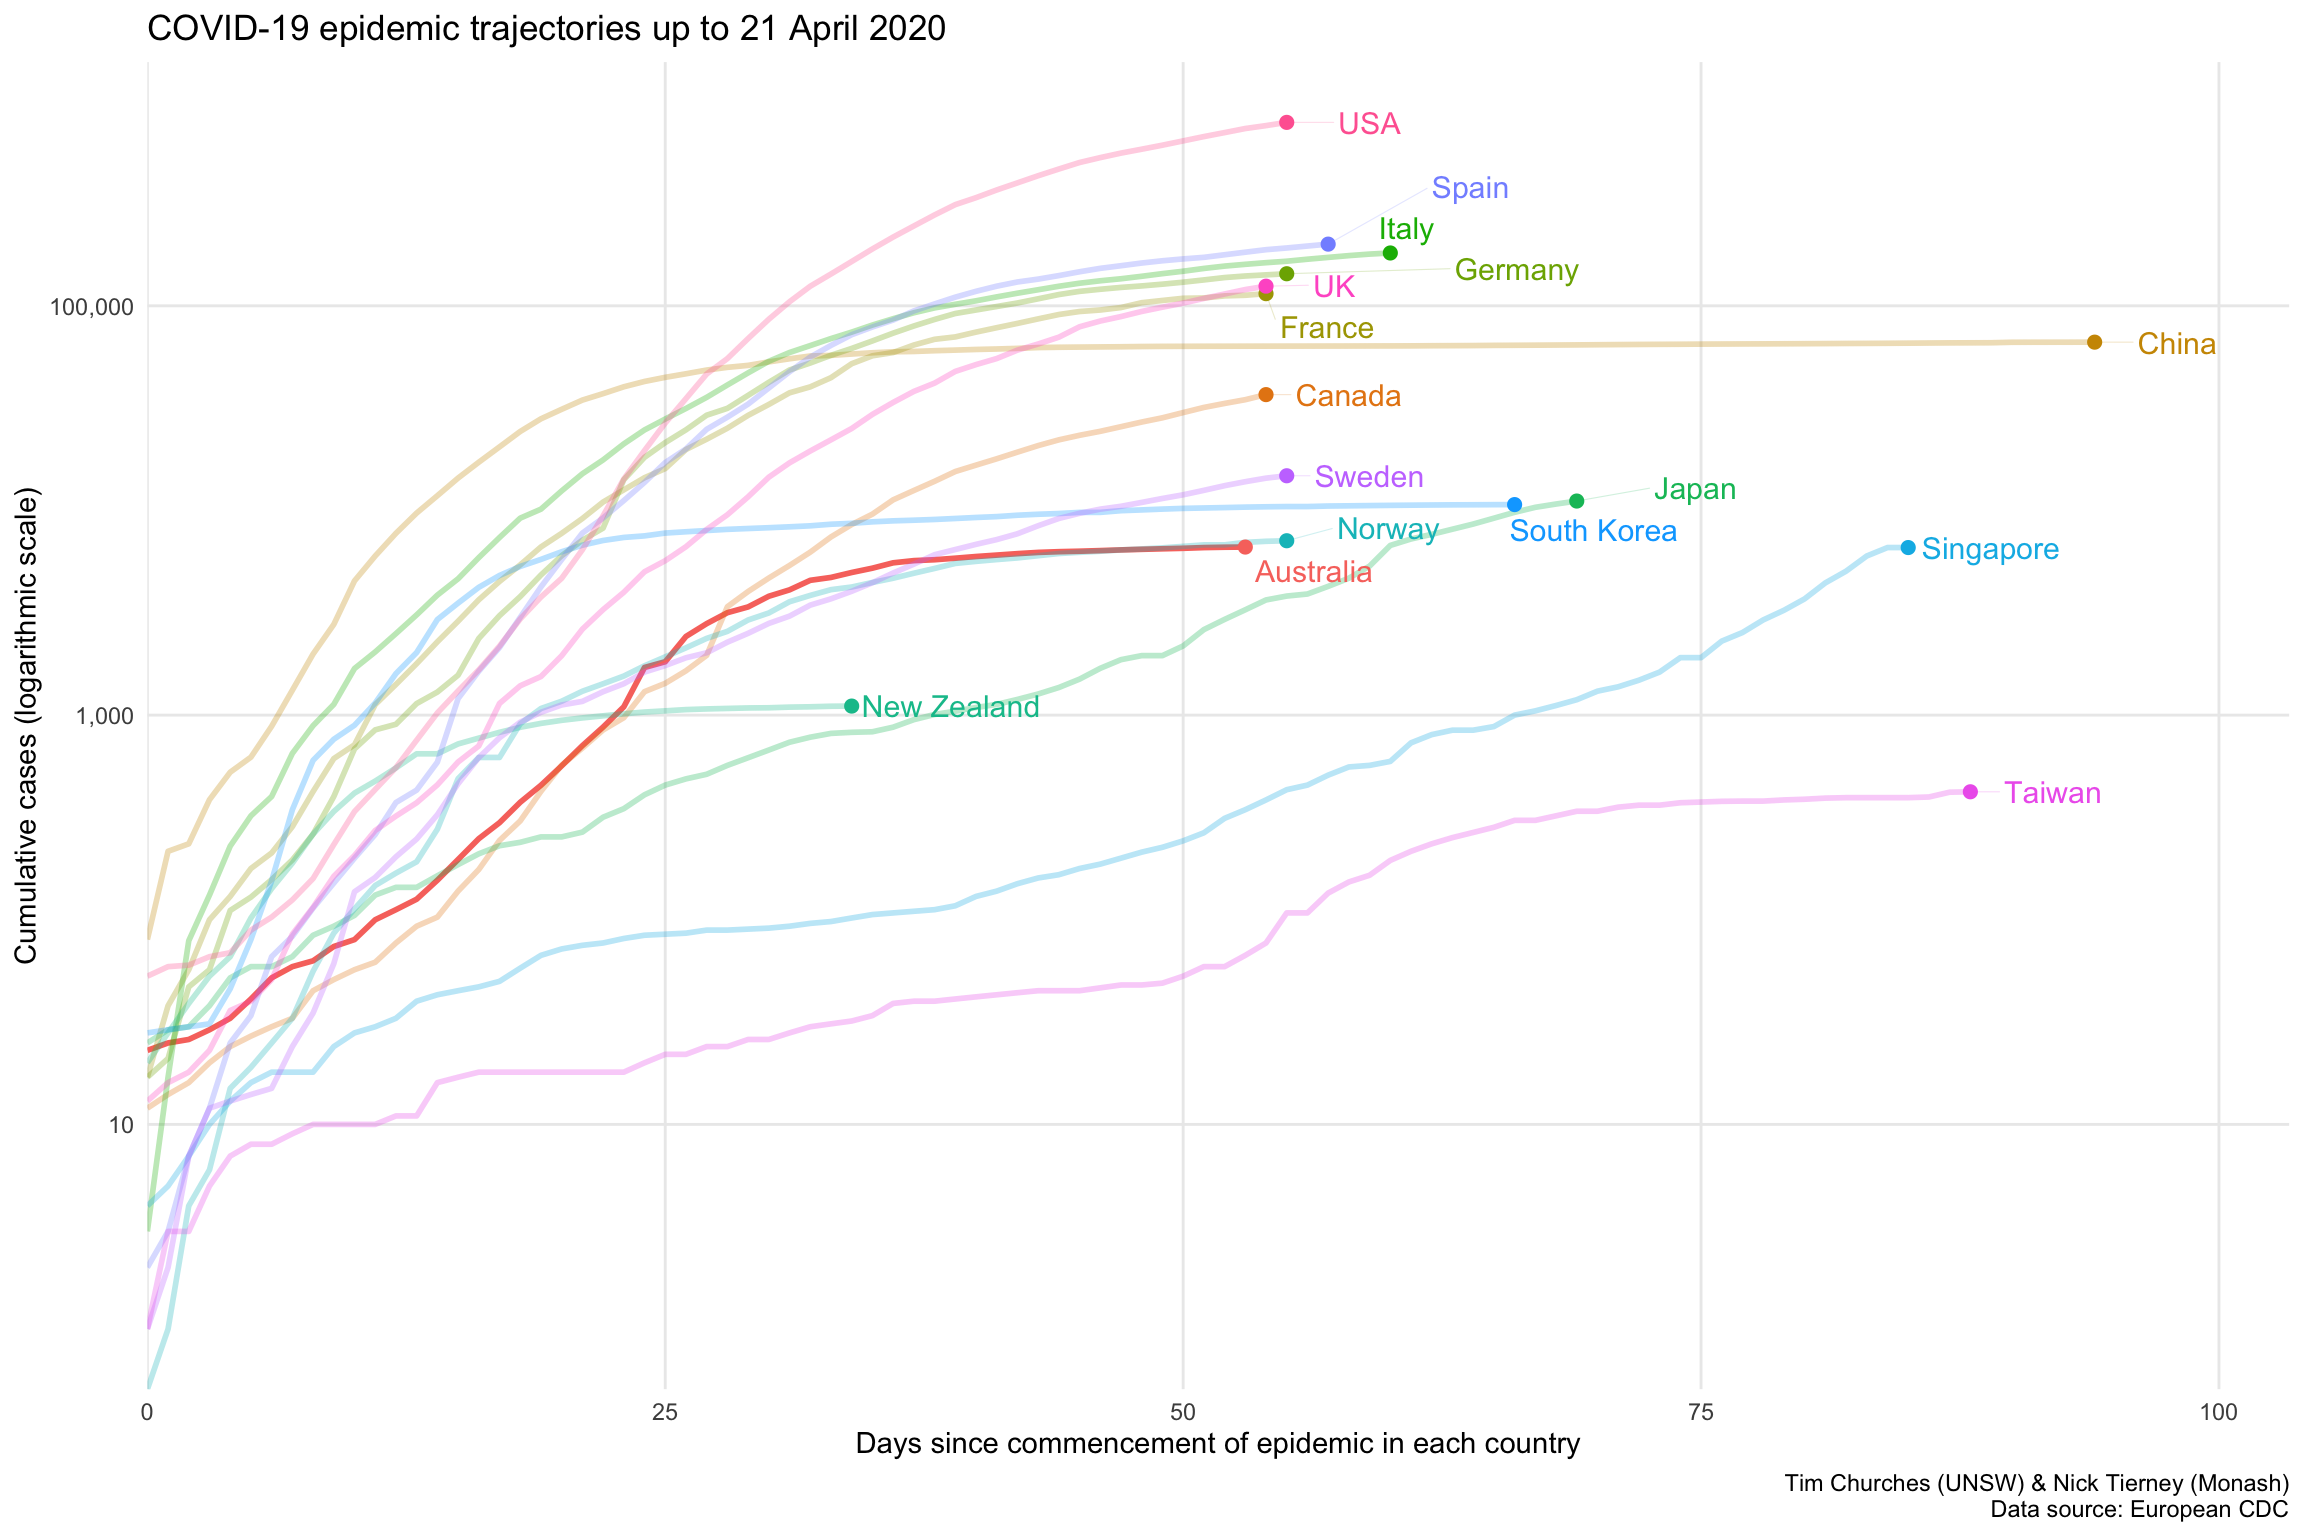 COVID-19 epidemic trajectories up to 21 April 2020
USA
Spain
Italy
Germany
UK
100,000
France
China
Canada
Sweden
Japan
Norway
South Korea
Singapore
Australia
New Zealand
1,000
Taiwan
Cumulative cases (logarithmic scale)
10
0 25 50 75 100
Days since commencement of epidemic in each country
Tim Churches (UNSW) & Nick Tierney (Monash)
Data source: European CDC